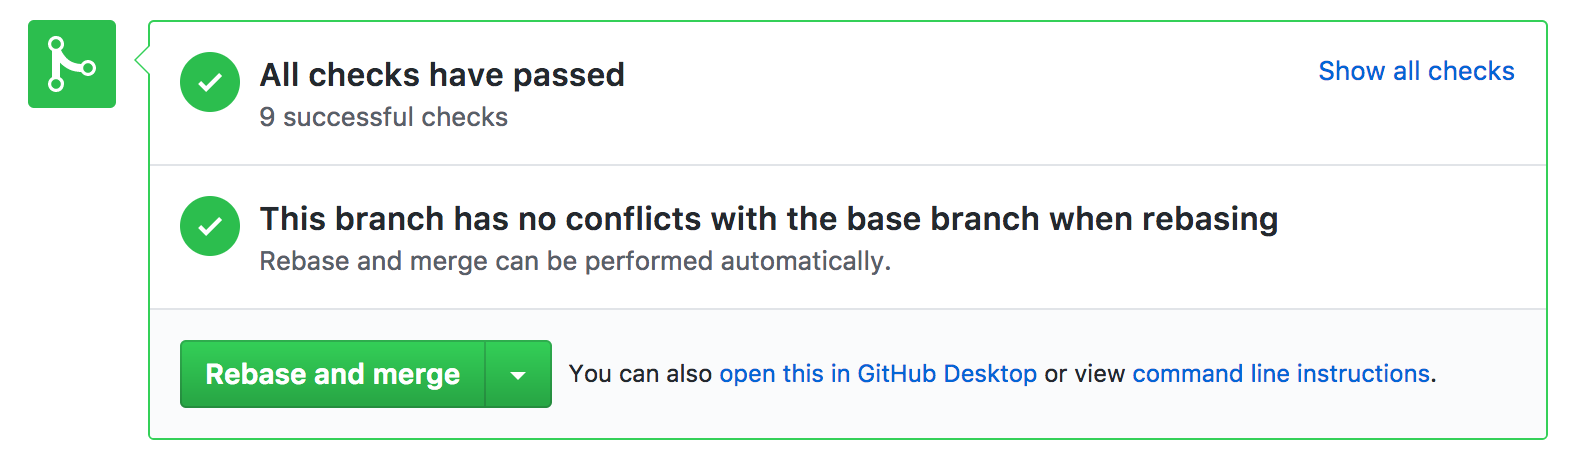 All checks have passed
Show all checks
9 successful checks
This branch has no conflicts with the base branch when rebasing
Rebase and merge can be performed automatically.
Rebase and merge
You can also open this in GitHub Desktop or view command line instructions.